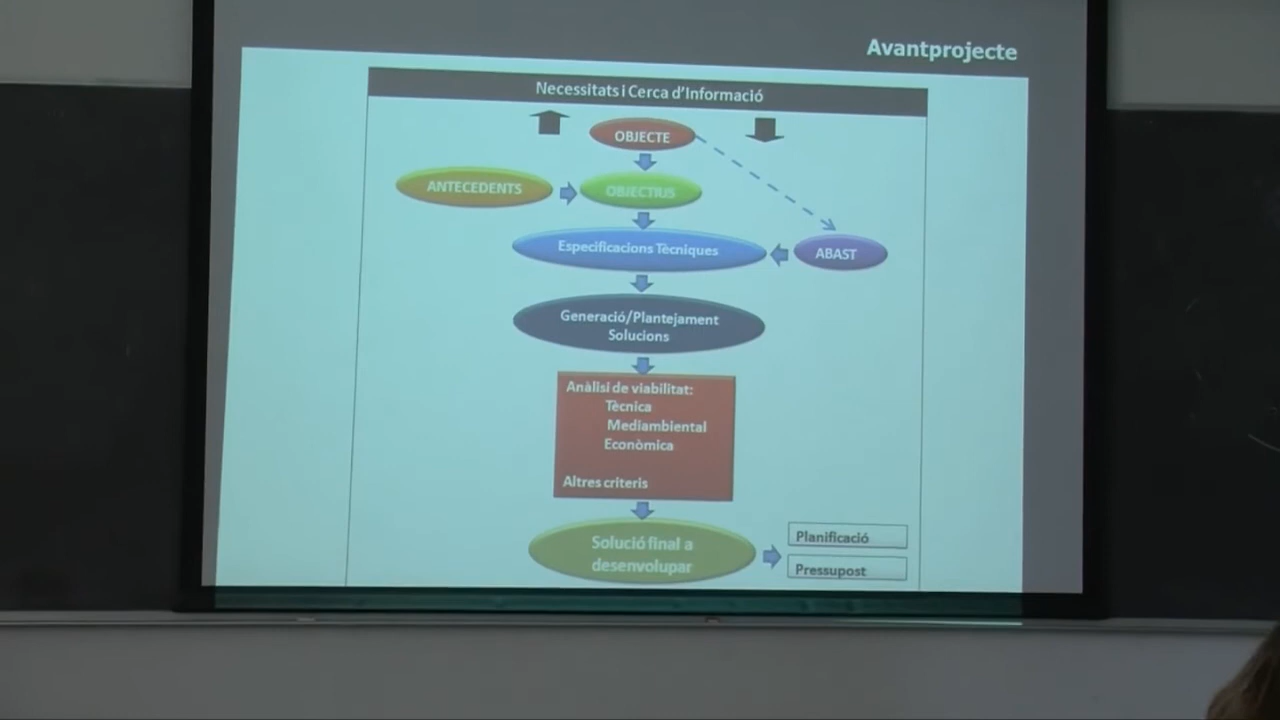 Avantprojecte
Necessitats i Cerca d'Informació
OBJECTE
ANTECEDENTS
OBJECTIUS
Especificacions Tècniques
ABAST
Generació/Plantejament
Solucions
Anàlisi de viabilitat:
Tècnica
Mediambiental
Econòmica
Altres criteris
Solució final a
desenvolupar
Planificació
Pressupost